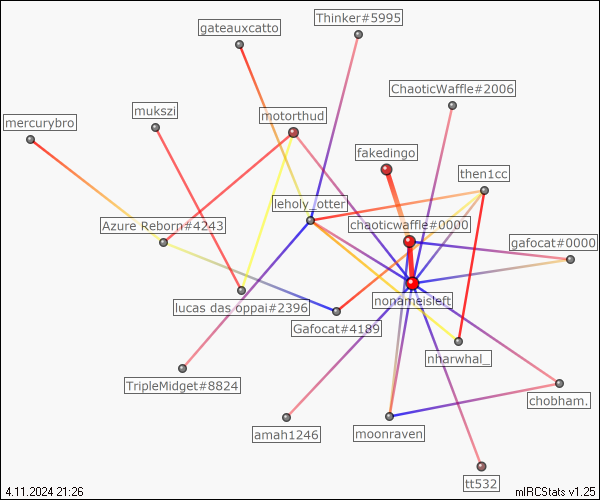 Thinker#5995
gateauxcatto
ChaoticWaffle#2006
mukszi
motorthud
mercurybro
fakedingo
then1cc
leholy_otter
Azure Reborn#4243
chaoticwaffle#0000
gafocat#0000
nonameisleft
lucas das oppai#2396
Gafocat#4189
nharwhal_
TripleMidget#8824
chobham.
amah1246
moonraven
tt532
4.11.2024 21:26
mIRCStats v1.25